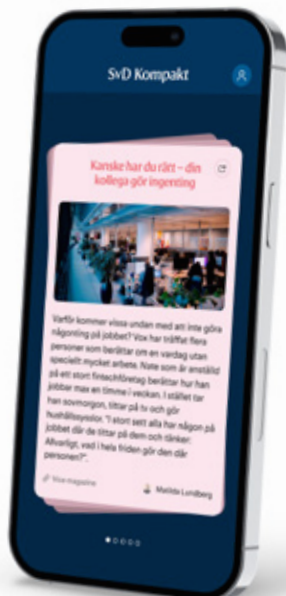 SvD Kompakt
Kanske har du rätt – din
kollega gör ingenting
Varför kommer vissa undan med att inte göra
någonting på jobbet? Vox har träffat flera
personer som berättar om en vardag utan
speciellt mycket arbete. Nate som är anställd
på ett stort fintechföretag berättar hur han
jobbar max en timme i veckan. I stället tar
han sovmorgon, tittar på tv och gör
hushållssysslor. "I stort sett alla har någon på
jobbet där de tittar på dem och tänker:
Allvarligt, vad i hela friden gör den där
personen?".
Vox magazine
Matilda Lundberg